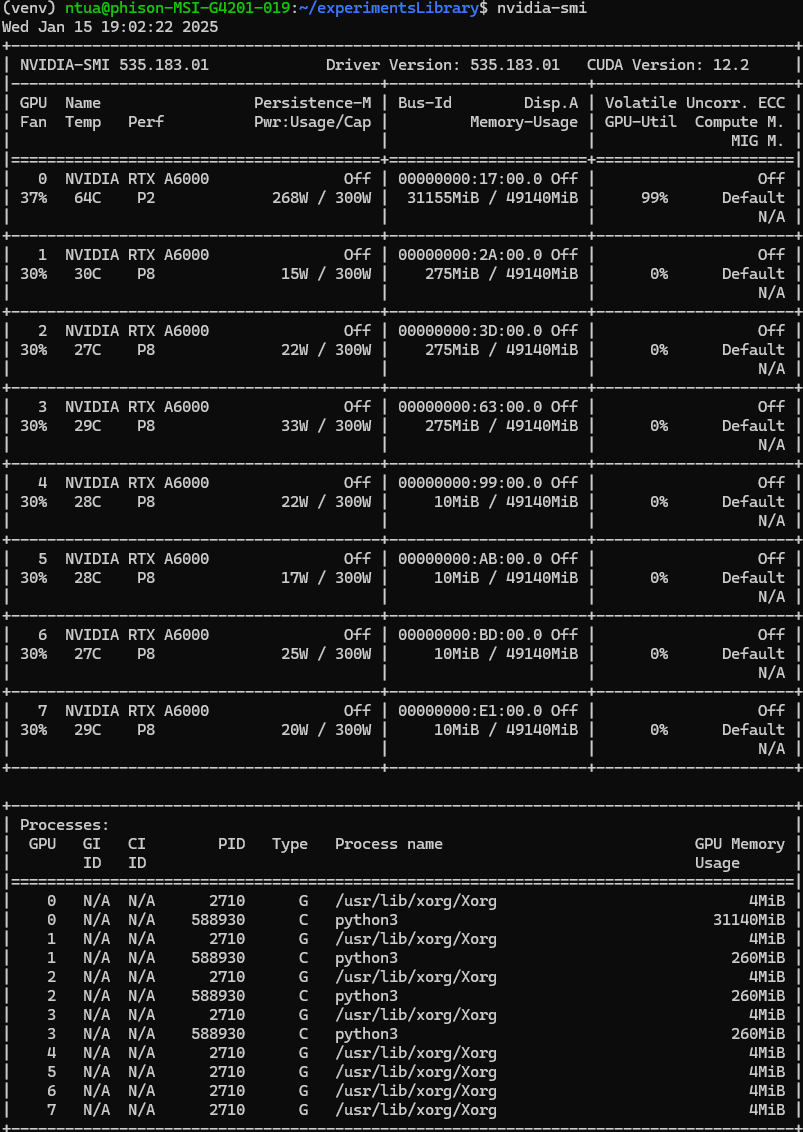 (venv) ntua@phison-MSI-G4201-019:~/experimentsLibrary$ nvidia-smi
Wed Jan 15 19:02:22 2025
+-----------------------------------------+----------------------+----------------------+
| NVIDIA-SMI 535.183.01             Driver Version: 535.183.01   CUDA Version: 12.2     |
|-----------------------------------------+----------------------+----------------------+
| GPU  Name                 Persistence-M | Bus-Id        Disp.A | Volatile Uncorr. ECC |
| Fan  Temp   Perf          Pwr:Usage/Cap |         Memory-Usage | GPU-Util  Compute M. |
|                                         |                      |               MIG M. |
|=========================================+======================+======================|
|   0  NVIDIA RTX A6000               Off | 00000000:17:00.0 Off |                  Off |
| 37%   64C    P2             268W / 300W |  31155MiB / 49140MiB |     99%      Default |
|                                         |                      |                  N/A |
+-----------------------------------------+----------------------+----------------------+
|   1  NVIDIA RTX A6000               Off | 00000000:2A:00.0 Off |                  Off |
| 30%   30C    P8              15W / 300W |    275MiB / 49140MiB |      0%      Default |
|                                         |                      |                  N/A |
+-----------------------------------------+----------------------+----------------------+
|   2  NVIDIA RTX A6000               Off | 00000000:3D:00.0 Off |                  Off |
| 30%   27C    P8              22W / 300W |    275MiB / 49140MiB |      0%      Default |
|                                         |                      |                  N/A |
+-----------------------------------------+----------------------+----------------------+
|   3  NVIDIA RTX A6000               Off | 00000000:63:00.0 Off |                  Off |
| 30%   29C    P8              33W / 300W |    275MiB / 49140MiB |      0%      Default |
|                                         |                      |                  N/A |
+-----------------------------------------+----------------------+----------------------+
|   4  NVIDIA RTX A6000               Off | 00000000:99:00.0 Off |                  Off |
| 30%   28C    P8              22W / 300W |     10MiB / 49140MiB |      0%      Default |
|                                         |                      |                  N/A |
+-----------------------------------------+----------------------+----------------------+
|   5  NVIDIA RTX A6000               Off | 00000000:AB:00.0 Off |                  Off |
| 30%   28C    P8              17W / 300W |     10MiB / 49140MiB |      0%      Default |
|                                         |                      |                  N/A |
+-----------------------------------------+----------------------+----------------------+
|   6  NVIDIA RTX A6000               Off | 00000000:BD:00.0 Off |                  Off |
| 30%   27C    P8              25W / 300W |     10MiB / 49140MiB |      0%      Default |
|                                         |                      |                  N/A |
+-----------------------------------------+----------------------+----------------------+
|   7  NVIDIA RTX A6000               Off | 00000000:E1:00.0 Off |                  Off |
| 30%   29C    P8              20W / 300W |     10MiB / 49140MiB |      0%      Default |
|                                         |                      |                  N/A |
+-----------------------------------------+----------------------+----------------------+

+---------------------------------------------------------------------------------------+
| Processes:                                                                            |
|  GPU   GI   CI        PID   Type   Process name                            GPU Memory |
|        ID   ID                                                             Usage      |
|=======================================================================================|
|    0   N/A  N/A      2710      G   /usr/lib/xorg/Xorg                            4MiB |
|    0   N/A  N/A    588930      C   python3                                   31140MiB |
|    1   N/A  N/A      2710      G   /usr/lib/xorg/Xorg                            4MiB |
|    1   N/A  N/A    588930      C   python3                                     260MiB |
|    2   N/A  N/A      2710      G   /usr/lib/xorg/Xorg                            4MiB |
|    2   N/A  N/A    588930      C   python3                                     260MiB |
|    3   N/A  N/A      2710      G   /usr/lib/xorg/Xorg                            4MiB |
|    3   N/A  N/A    588930      C   python3                                     260MiB |
|    4   N/A  N/A      2710      G   /usr/lib/xorg/Xorg                            4MiB |
|    5   N/A  N/A      2710      G   /usr/lib/xorg/Xorg                            4MiB |
|    6   N/A  N/A      2710      G   /usr/lib/xorg/Xorg                            4MiB |
|    7   N/A  N/A      2710      G   /usr/lib/xorg/Xorg                            4MiB |
+---------------------------------------------------------------------------------------+